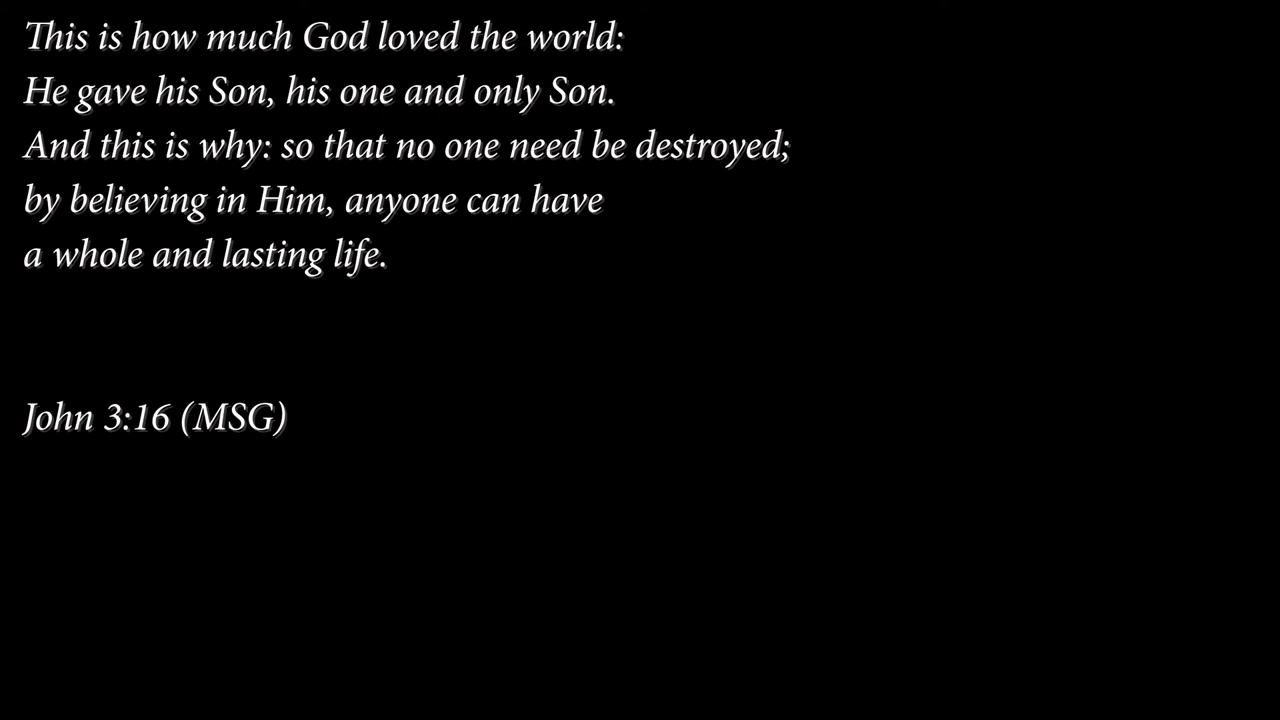 This is how much God loved the world:
He gave his Son, his one and only Son.
And this is why: so that no one need be destroyed;
by believing in Him, anyone can have
a whole and lasting life.
John 3:16 (MSG)